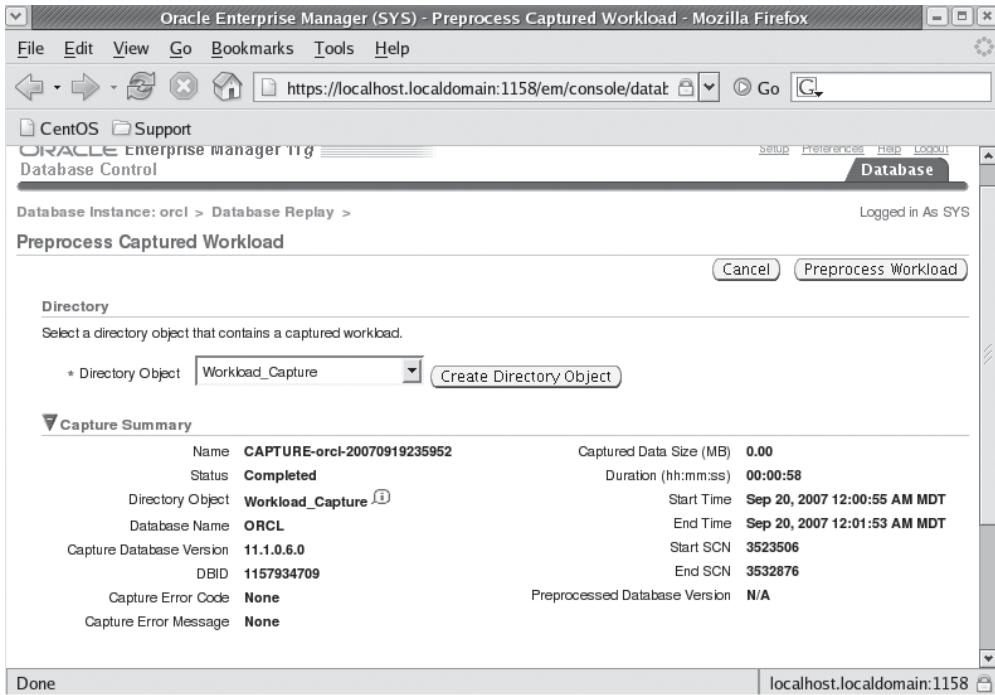 Oracle Enterprise Manager (SYS) - Preprocess Captured Workload - Mozilla Firefox
File Edit View Go Bookmarks Tools Help
https://localhost.localdomain:1158/em/console/datat
Go
G
CentOS Support
ORACLE Enterprise Manager 11g
Setup Preferences Help Logout
Database Control
Database
Database Instance: orcl > Database Replay >
Logged in As SYS
Preprocess Captured Workload
Cancel Preprocess Workload
Directory
Select a directory object that contains a captured workload.
* Directory Object Workload_Capture Create Directory Object
Capture Summary
Name CAPTURE-orcl-20070919235952
Status Completed
Directory Object Workload_Capture
Database Name ORCL
Capture Database Version 11.1.0.6.0
DBID 1157934709
Capture Error Code None
Capture Error Message None
Captured Data Size (MB) 0.00
Duration (hh:mm:ss) 00:00:58
Start Time Sep 20, 2007 12:00:55 AM MDT
End Time Sep 20, 2007 12:01:53 AM MDT
Start SCN 3523506
End SCN 3532876
Preprocessed Database Version N/A
Done
localhost.localdomain:1158